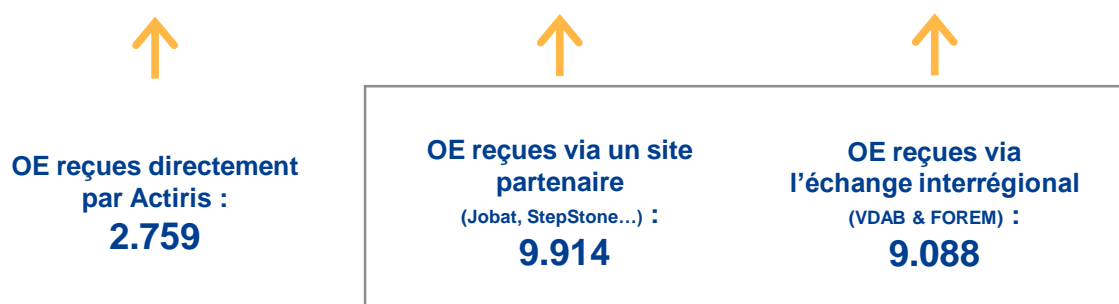 OE reçues directement
par Actiris :
2.759
OE reçues via un site
partenaire
(Jobat, StepStone…) :
9.914
OE reçues via
l’échange interrégional
(VDAB & FOREM) :
9.088